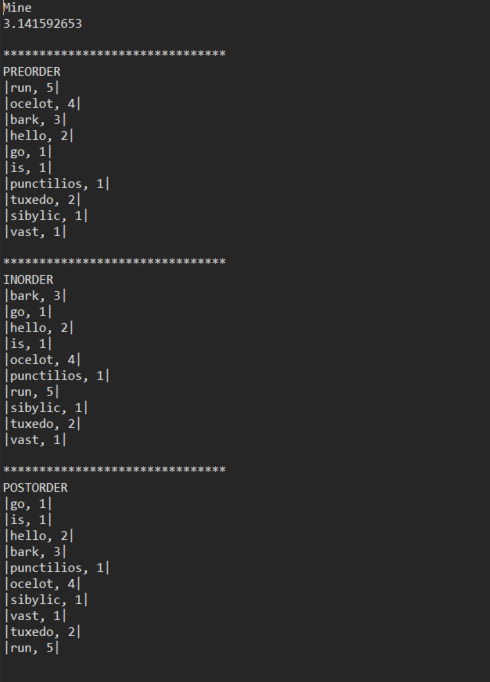 Mine
3.141592653
*******************************
PREORDER
|run, 5|
|ocelot, 4|
|bark, 3|
|hello, 2|
|go, 1|
|is, 1|
|punctilios, 1|
|tuxedo, 2|
|sibylic, 1|
|vast, 1|
*******************************
INORDER
|bark, 3|
|go, 1|
|hello, 2|
|is, 1|
|ocelot, 4|
|punctilios, 1|
|run, 5|
|sibylic, 1|
|tuxedo, 2|
|vast, 1|
*******************************
POSTORDER
|go, 1|
|is, 1|
|hello, 2|
|bark, 3|
|punctilios, 1|
|ocelot, 4|
|sibylic, 1|
|vast, 1|
|tuxedo, 2|
|run, 5|